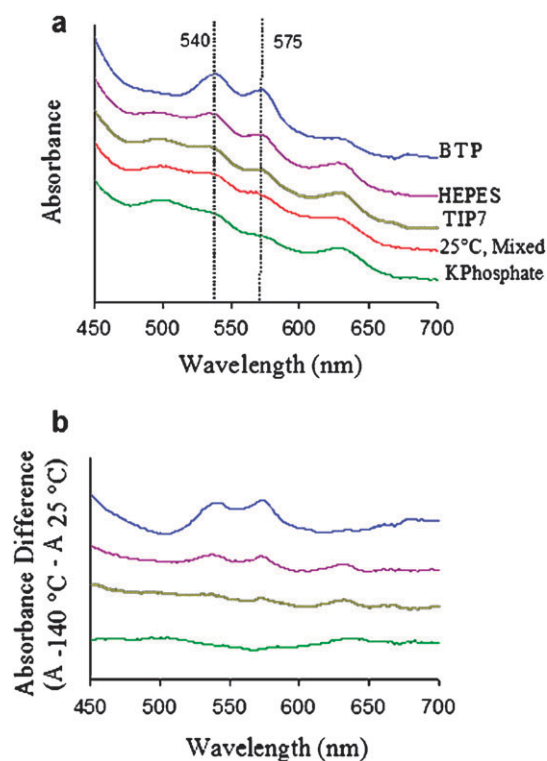 a
540
575
Absorbance
BTP
HEPES
TIP7
25°C, Mixed
KPhosphate
450 500 550 600 650 700
Wavelength (nm)
b
Absorbance Difference
(A -140 °C - A 25 °C)
450 500 550 600 650 700
Wavelength (nm)